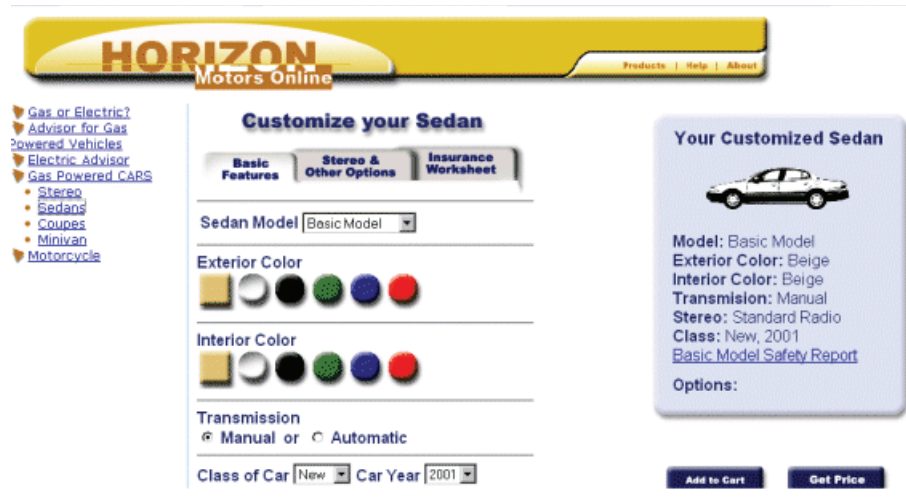 HORIZON
Motors Online
Products | Help | About
Gas or Electric?
Advisor for Gas
Powered Vehicles
Electric Advisor
Gas Powered CARS
Stereo
Sedans
Coupes
Minivan
Motorcycle
Customize your Sedan
Basic
Features
Stereo &
Other Options
Insurance
Worksheet
Sedan Model Basic Model
Exterior Color
Interior Color
Transmission
Manual or Automatic
Class of Car New Car Year 2001
Your Customized Sedan
Model: Basic Model
Exterior Color: Beige
Interior Color: Beige
Transmision: Manual
Stereo: Standard Radio
Class: New, 2001
Basic Model Safety Report
Options:
Add to Cart
Get Price